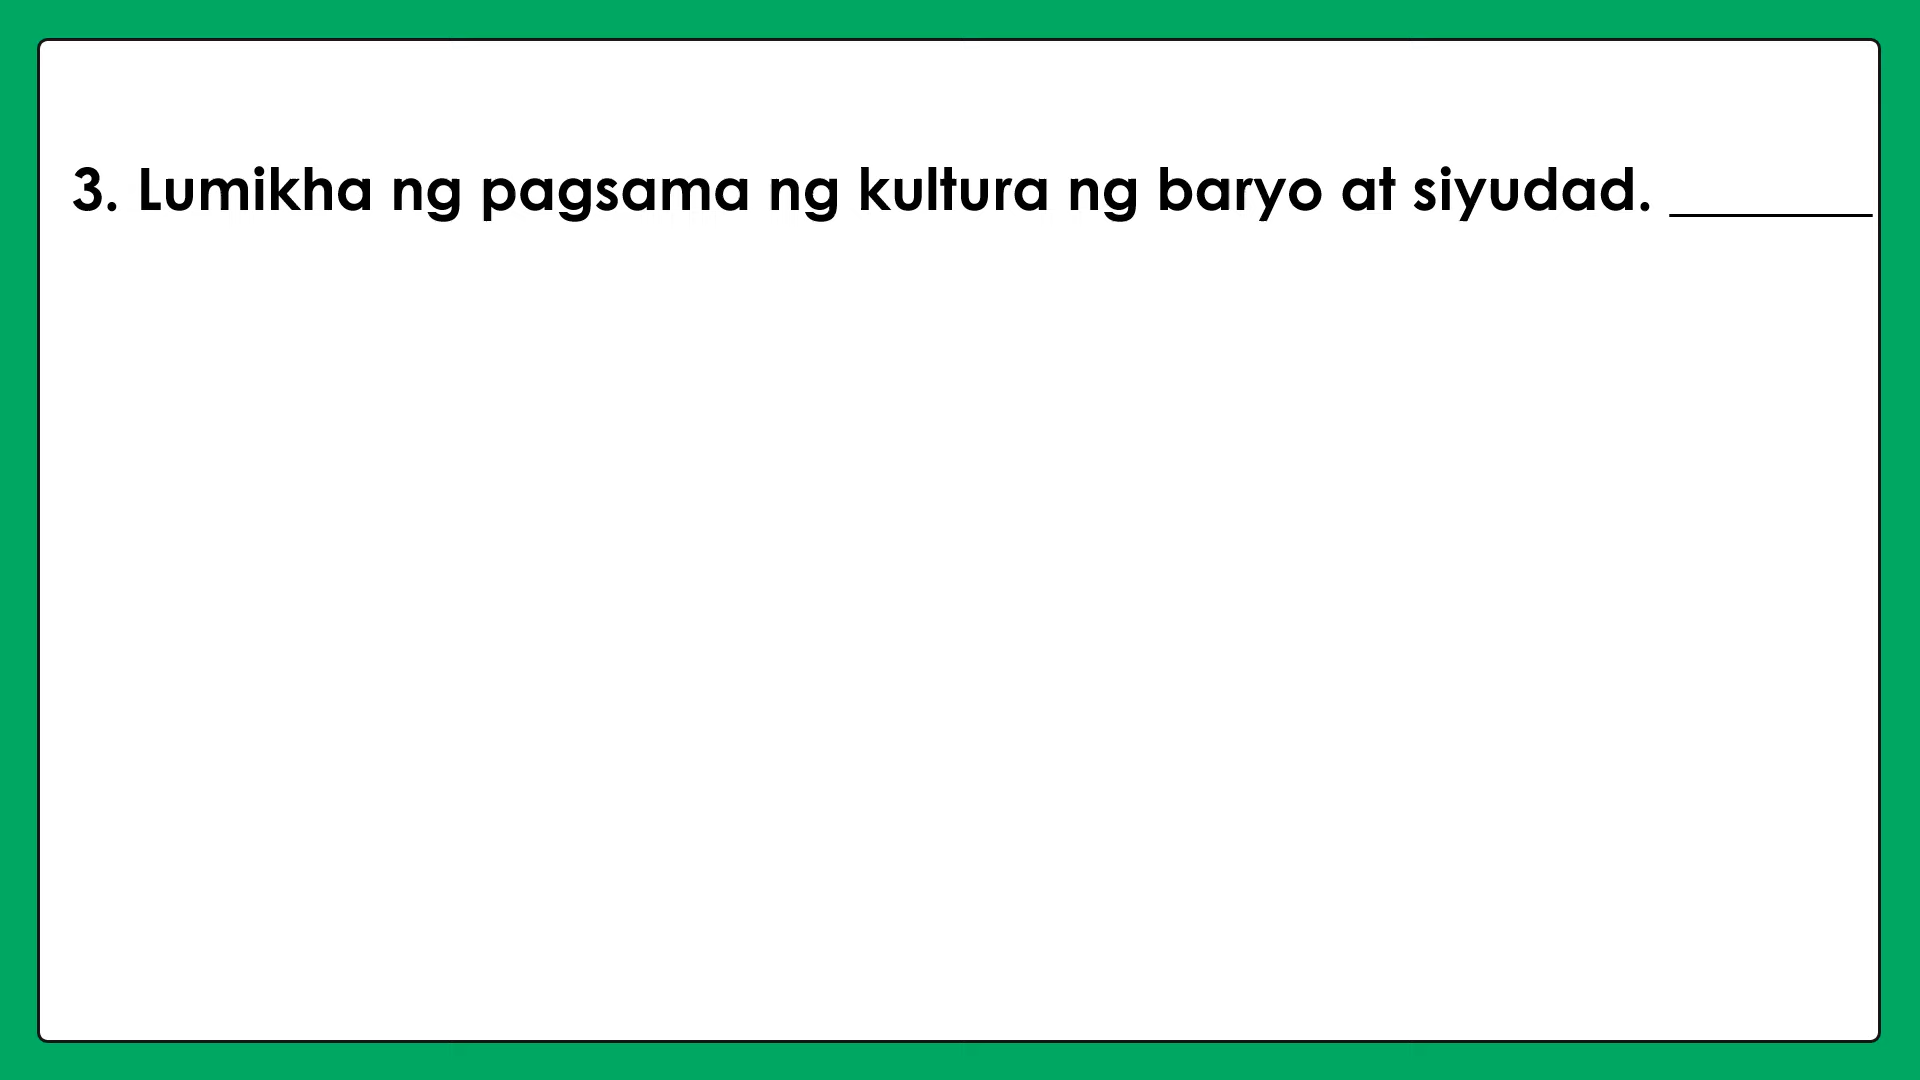 3. Lumikha ng pagsama ng kultura ng baryo at siyudad. _______